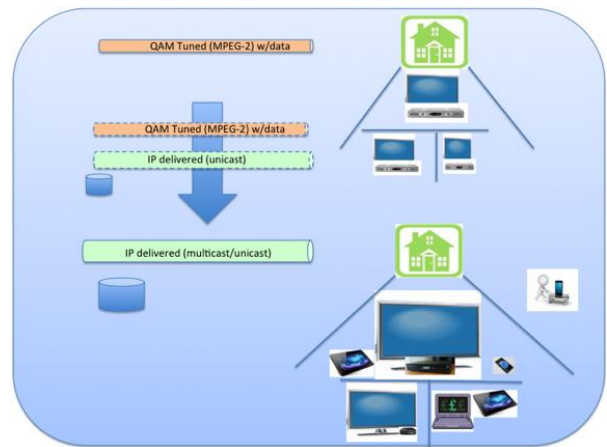 QAM Tuned (MPEG-2) w/data
QAM Tuned (MPEG-2) w/data
IP delivered (unicast)
IP delivered (multicast/unicast)